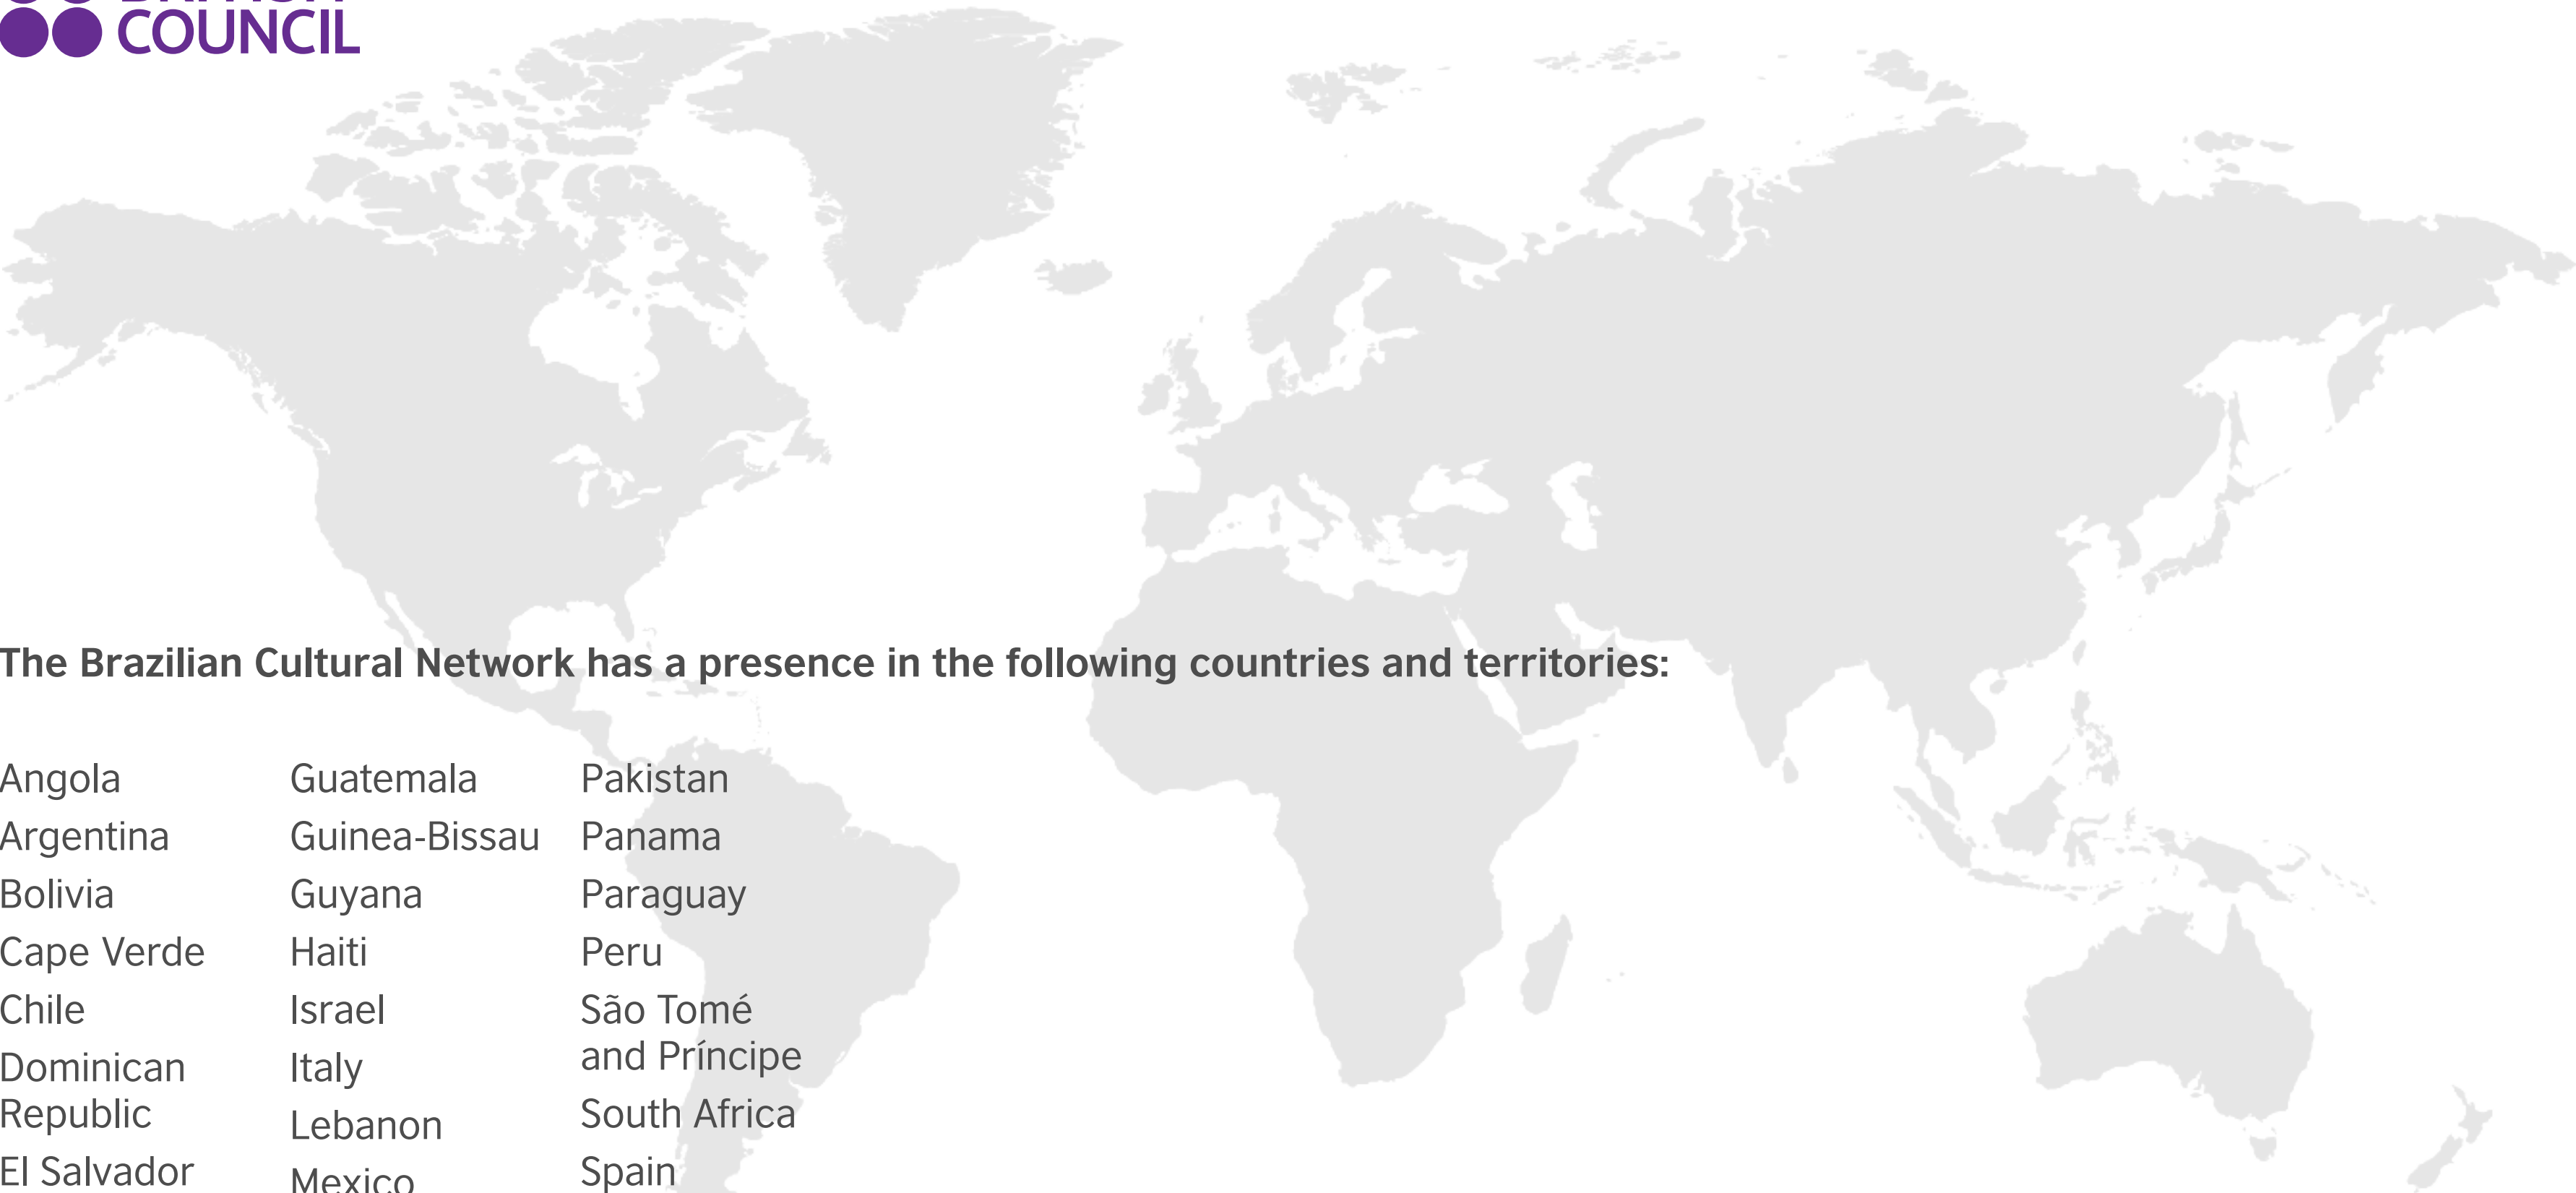 COUNCIL
The Brazilian Cultural Network has a presence in the following countries and territories:
Angola
Argentina
Bolivia
Cape Verde
Chile
Dominican
Republic
El Salvador
Guatemala
Guinea-Bissau
Guyana
Haiti
Israel
Italy
Lebanon
Mexico
Pakistan
Panama
Paraguay
Peru
São Tomé
and Príncipe
South Africa
Spain